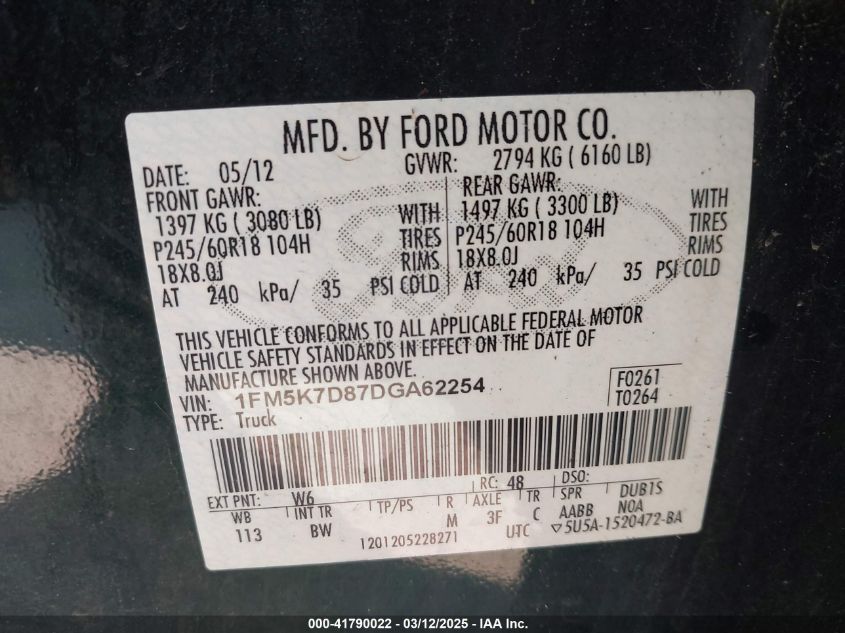 MFD. BY FORD MOTOR CO.
DATE: 05/12 GVWR: 2794 KG ( 6160 LB)
FRONT GAWR: REAR GAWR:
1397 KG ( 3080 LB) WITH 1497 KG ( 3300 LB) WITH
P245/60R18 104H TIRES P245/60R18 104H TIRES
18X8.0J RIMS 18X8.0J RIMS
AT 240 kPa/ 35 PSI COLD AT 240 kPa/ 35 PSI COLD
THIS VEHICLE CONFORMS TO ALL APPLICABLE FEDERAL MOTOR
VEHICLE SAFETY STANDARDS IN EFFECT ON THE DATE OF
MANUFACTURE SHOWN ABOVE.
VIN: 1FM5K7D87DGA62254 F0261
TYPE: Truck T0264
EXT PNT: W6 RC: 48 DSO:
WB INT TR TP/PS R AXLE TR SPR DUB1S
113 BW M 3F C AABB N0A
1201205228271 UTC ▽5U5A-1520472-BA
Ford
000-41790022 - 03/12/2025 - IAA Inc.